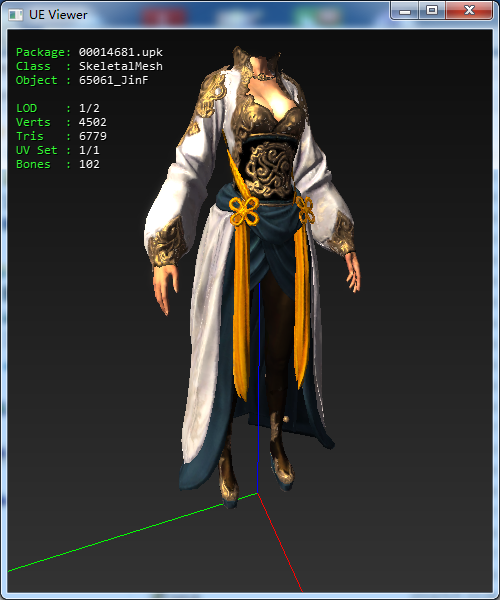 UE Viewer
Package: 00014681.upk
Class : SkeletalMesh
Object : 65061_JinF
LOD : 1/2
Verts : 4502
Tris : 6779
UV Set : 1/1
Bones : 102